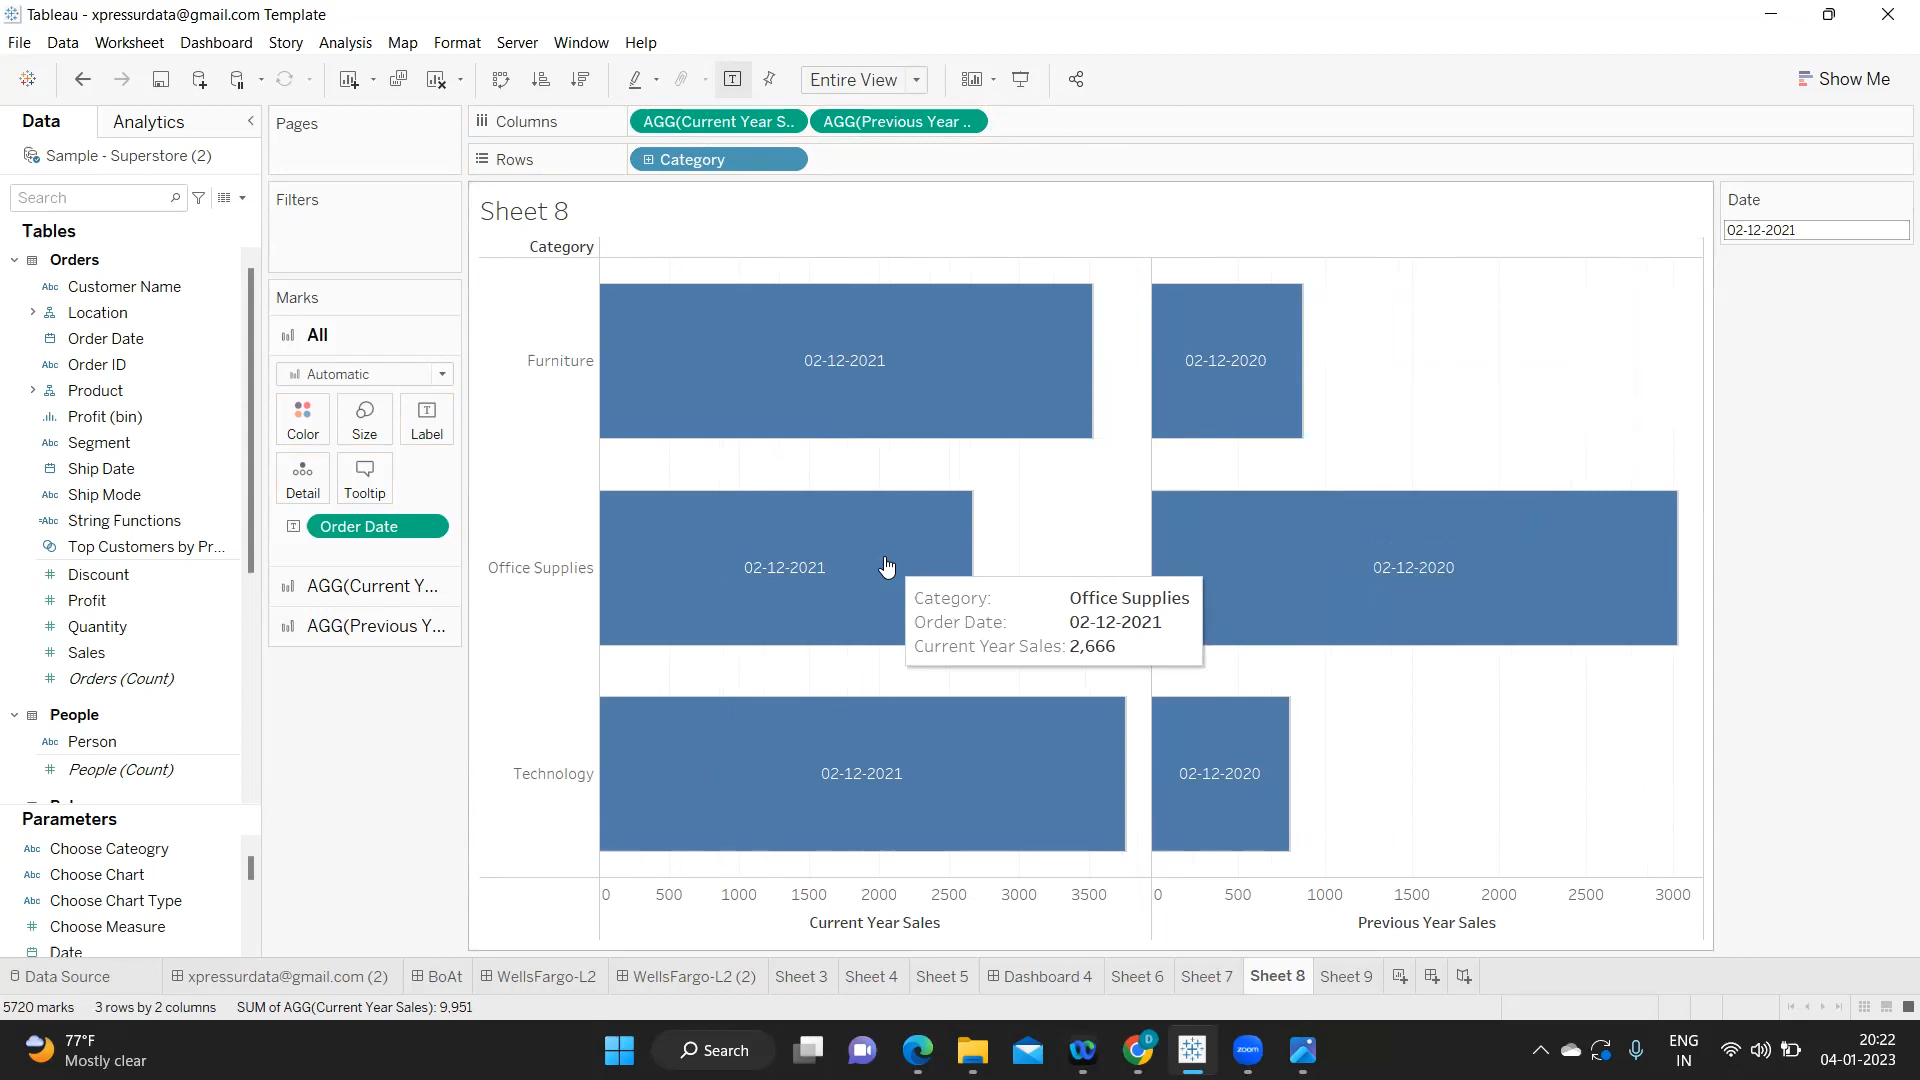 Tableau - xpressurdata@gmail.com Template
File Data Worksheet Dashboard Story Analysis Map Format Server Window Help
Entire View
Show Me
Data Analytics
Sample - Superstore (2)
Search
Tables
Orders
Abc Customer Name
Location
Order Date
Abc Order ID
Product
Profit (bin)
Abc Segment
Ship Date
Abc Ship Mode
=Abc String Functions
Top Customers by Pr...
# Discount
# Profit
# Quantity
# Sales
# Orders (Count)
People
Abc Person
# People (Count)
Parameters
Abc Choose Cateogry
Abc Choose Chart
Abc Choose Chart Type
# Choose Measure
Date
Pages
Filters
Marks
All
Automatic
Color Size Label
Detail Tooltip
Order Date
AGG(Current Y...
AGG(Previous Y...
Columns AGG(Current Year S.. AGG(Previous Year ..
Rows Category
Sheet 8
Category
Furniture 02-12-2021 02-12-2020
Office Supplies 02-12-2021 02-12-2020
Category: Office Supplies
Order Date: 02-12-2021
Current Year Sales: 2,666
Technology 02-12-2021 02-12-2020
0 500 1000 1500 2000 2500 3000 3500 0 500 1000 1500 2000 2500 3000
Current Year Sales Previous Year Sales
Date
02-12-2021
Data Source xpressurdata@gmail.com (2) BoAt WellsFargo-L2 WellsFargo-L2 (2) Sheet 3 Sheet 4 Sheet 5 Dashboard 4 Sheet 6 Sheet 7 Sheet 8 Sheet 9
5720 marks 3 rows by 2 columns SUM of AGG(Current Year Sales): 9,951
77°F
Mostly clear
Search
zoom
D
ENG
IN
20:22
04-01-2023